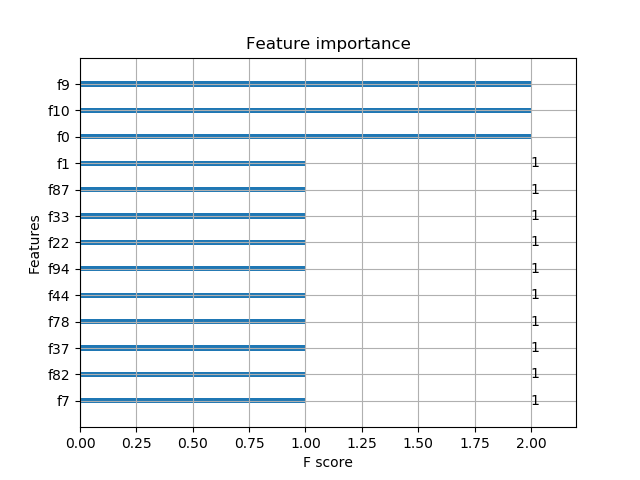 Feature importance
f9
f10
f0
f1 1
f87 1
f33 1
f22 1
f94 1
f44 1
f78 1
f37 1
f82 1
f7 1
Features
0.00 0.25 0.50 0.75 1.00 1.25 1.50 1.75 2.00
F score